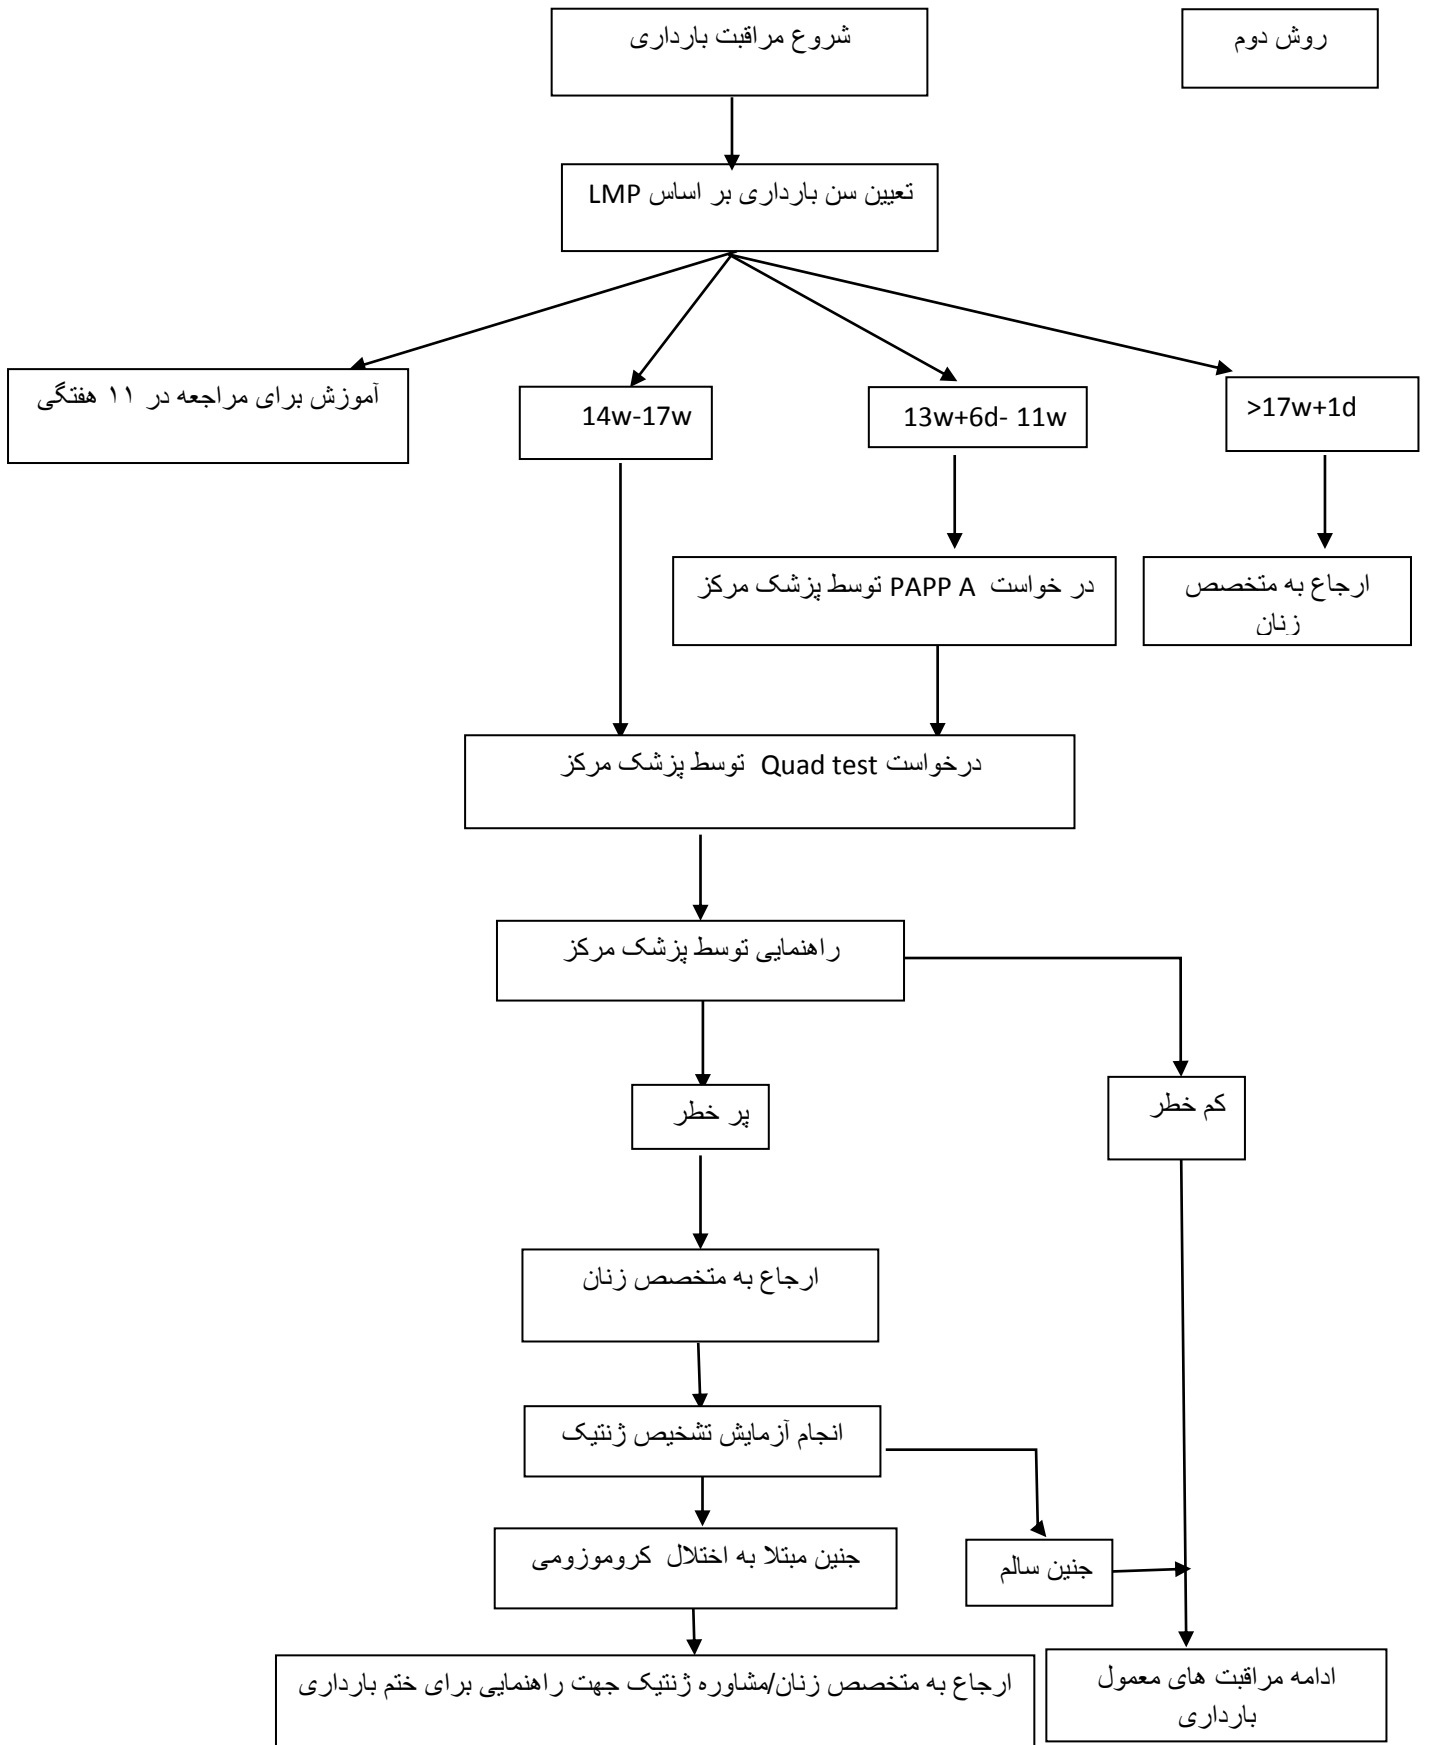 شروع مراقبت بارداری
روش دوم
تعیین سن بارداری بر اساس LMP
آموزش برای مراجعه در ۱۱ هفتگی
14w-17w
13w+6d- 11w
>17w+1d
در خواست PAPP A توسط پزشک مرکز
ارجاع به متخصص
زنان
درخواست Quad test توسط پزشک مرکز
راهنمایی توسط پزشک مرکز
پر خطر
کم خطر
ارجاع به متخصص زنان
انجام آزمایش تشخیص ژنتیک
جنین مبتلا به اختلال کروموزومی
جنین سالم
ارجاع به متخصص زنان/مشاوره ژنتیک جهت راهنمایی برای ختم بارداری
ادامه مراقبت های معمول
بارداری